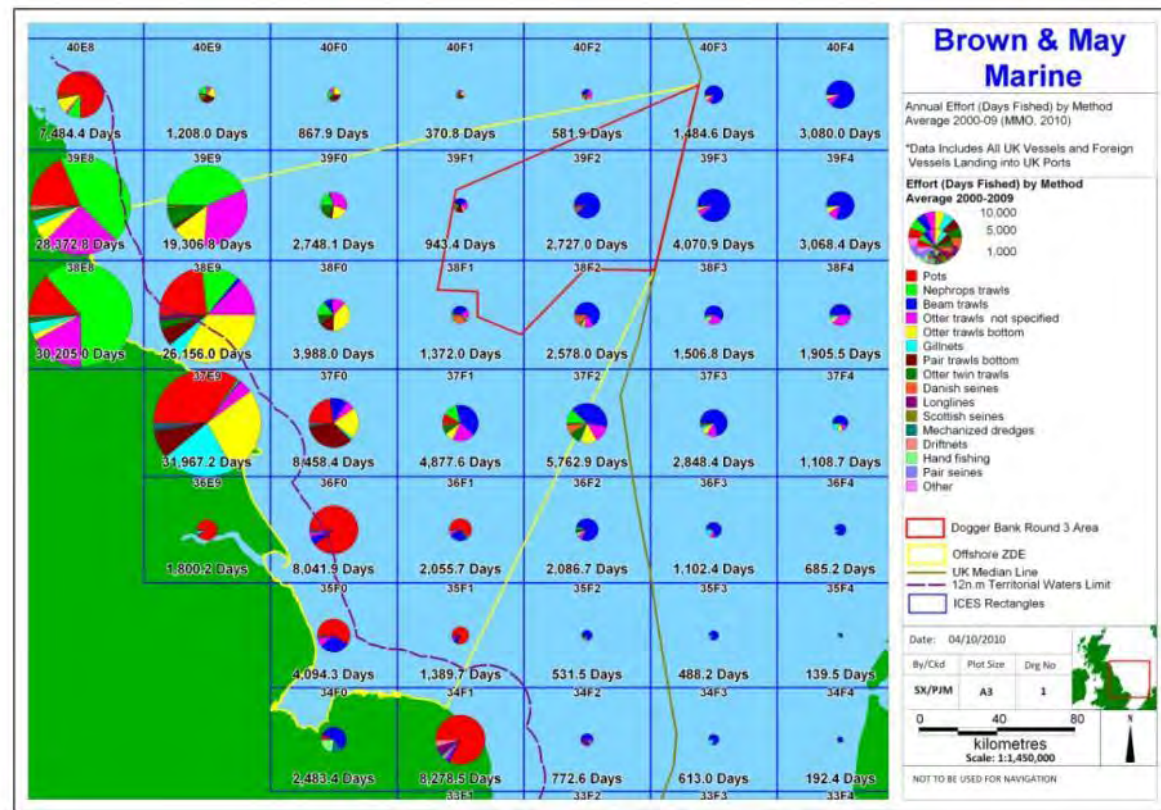 40E8 40E9 40F0 40F1 40F2 40F3 40F4
7,484.4 Days 1,208.0 Days 867.9 Days 370.8 Days 581.9 Days 1,484.6 Days 3,080.0 Days
39E8 39E9 39F0 39F1 39F2 39F3 39F4
28,372.8 Days 19,306.8 Days 2,748.1 Days 943.4 Days 2,727.0 Days 4,070.9 Days 3,068.4 Days
38E8 38E9 38F0 38F1 38F2 38F3 38F4
30,205.0 Days 26,156.0 Days 3,988.0 Days 1,372.0 Days 2,578.0 Days 1,506.8 Days 1,905.5 Days
37E9 37F0 37F1 37F2 37F3 37F4
31,967.2 Days 8,458.4 Days 4,877.6 Days 5,762.9 Days 2,848.4 Days 1,108.7 Days
36E9 36F0 36F1 36F2 36F3 36F4
1,800.2 Days 8,041.9 Days 2,055.7 Days 2,086.7 Days 1,102.4 Days 685.2 Days
35F0 35F1 35F2 35F3 35F4
4,094.3 Days 1,389.7 Days 531.5 Days 488.2 Days 139.5 Days
34F0 34F1 34F2 34F3 34F4
2,483.4 Days 8,278.5 Days 772.6 Days 613.0 Days 192.4 Days
33F1 33F2 33F3 33F4
Brown & May
Marine
Annual Effort (Days Fished) by Method
Average 2000-09 (MMO, 2010)
*Data Includes All UK Vessels and Foreign
Vessels Landing into UK Ports
Effort (Days Fished) by Method
Average 2000-2009
10,000
5,000
1,000
Pots
Nephrops trawls
Beam trawls
Otter trawls not specified
Otter trawls bottom
Gillnets
Pair trawls bottom
Otter twin trawls
Danish seines
Longlines
Scottish seines
Mechanized dredges
Driftnets
Hand fishing
Pair seines
Other
Dogger Bank Round 3 Area
Offshore ZDE
UK Median Line
12n.m Territorial Waters Limit
ICES Rectangles
Date: 04/10/2010
By/Ckd Plot Size Drg No
SX/PJM A3 1
0 40 80
kilometres
Scale: 1:1,450,000
N
NOT TO BE USED FOR NAVIGATION